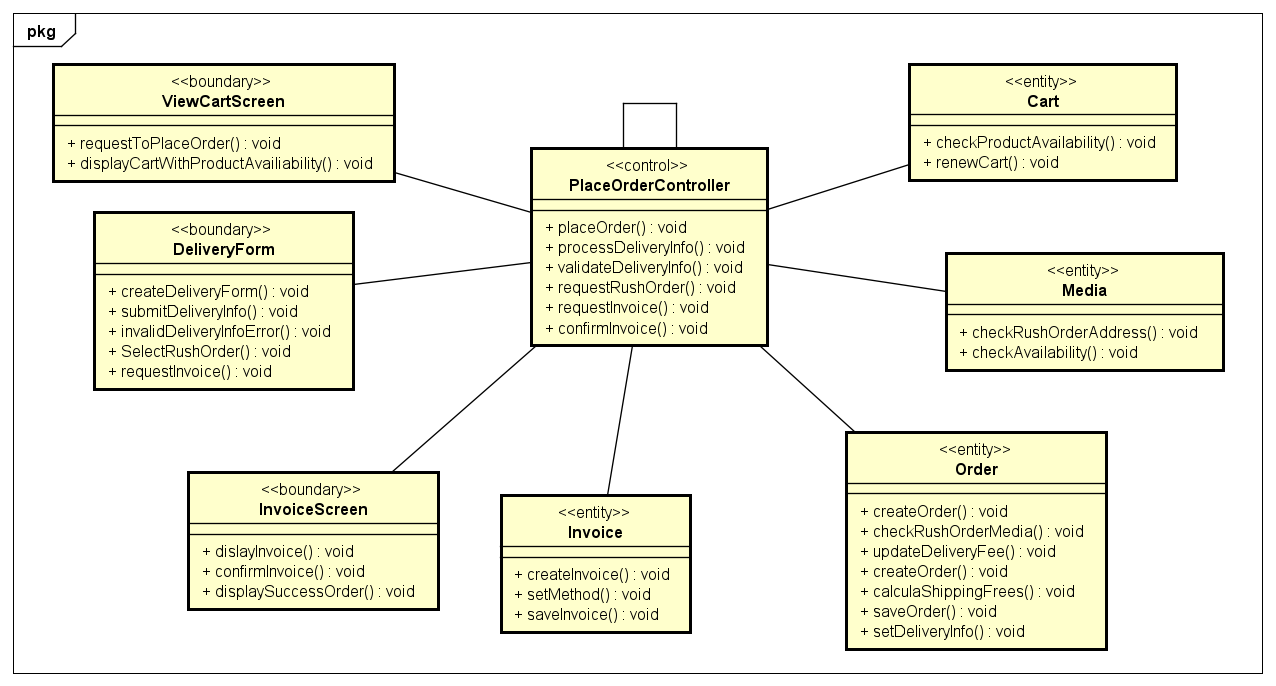 pkg
<<boundary>>
ViewCartScreen
+ requestToPlaceOrder() : void
+ displayCartWithProductAvailiability() : void
<<boundary>>
DeliveryForm
+ createDeliveryForm() : void
+ submitDeliveryInfo() : void
+ invalidDeliveryInfoError() : void
+ SelectRushOrder() : void
+ requestInvoice() : void
<<control>>
PlaceOrderController
+ placeOrder() : void
+ processDeliveryInfo() : void
+ validateDeliveryInfo() : void
+ requestRushOrder() : void
+ requestInvoice() : void
+ confirmInvoice() : void
<<entity>>
Cart
+ checkProductAvailability() : void
+ renewCart() : void
<<entity>>
Media
+ checkRushOrderAddress() : void
+ checkAvailability() : void
<<boundary>>
InvoiceScreen
+ dislayInvoice() : void
+ confirmInvoice() : void
+ displaySuccessOrder() : void
<<entity>>
Invoice
+ createInvoice() : void
+ setMethod() : void
+ saveInvoice() : void
<<entity>>
Order
+ createOrder() : void
+ checkRushOrderMedia() : void
+ updateDeliveryFee() : void
+ createOrder() : void
+ calculaShippingFrees() : void
+ saveOrder() : void
+ setDeliveryInfo() : void